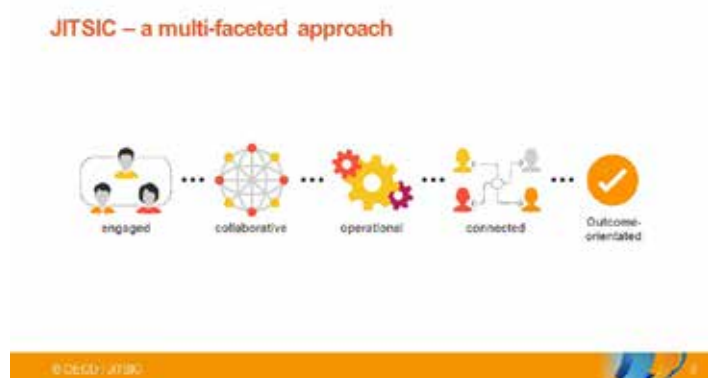 JITSIC – a multi-faceted approach
engaged
collaborative
operational
connected
Outcome-
orientated
© OECD | JITSIC